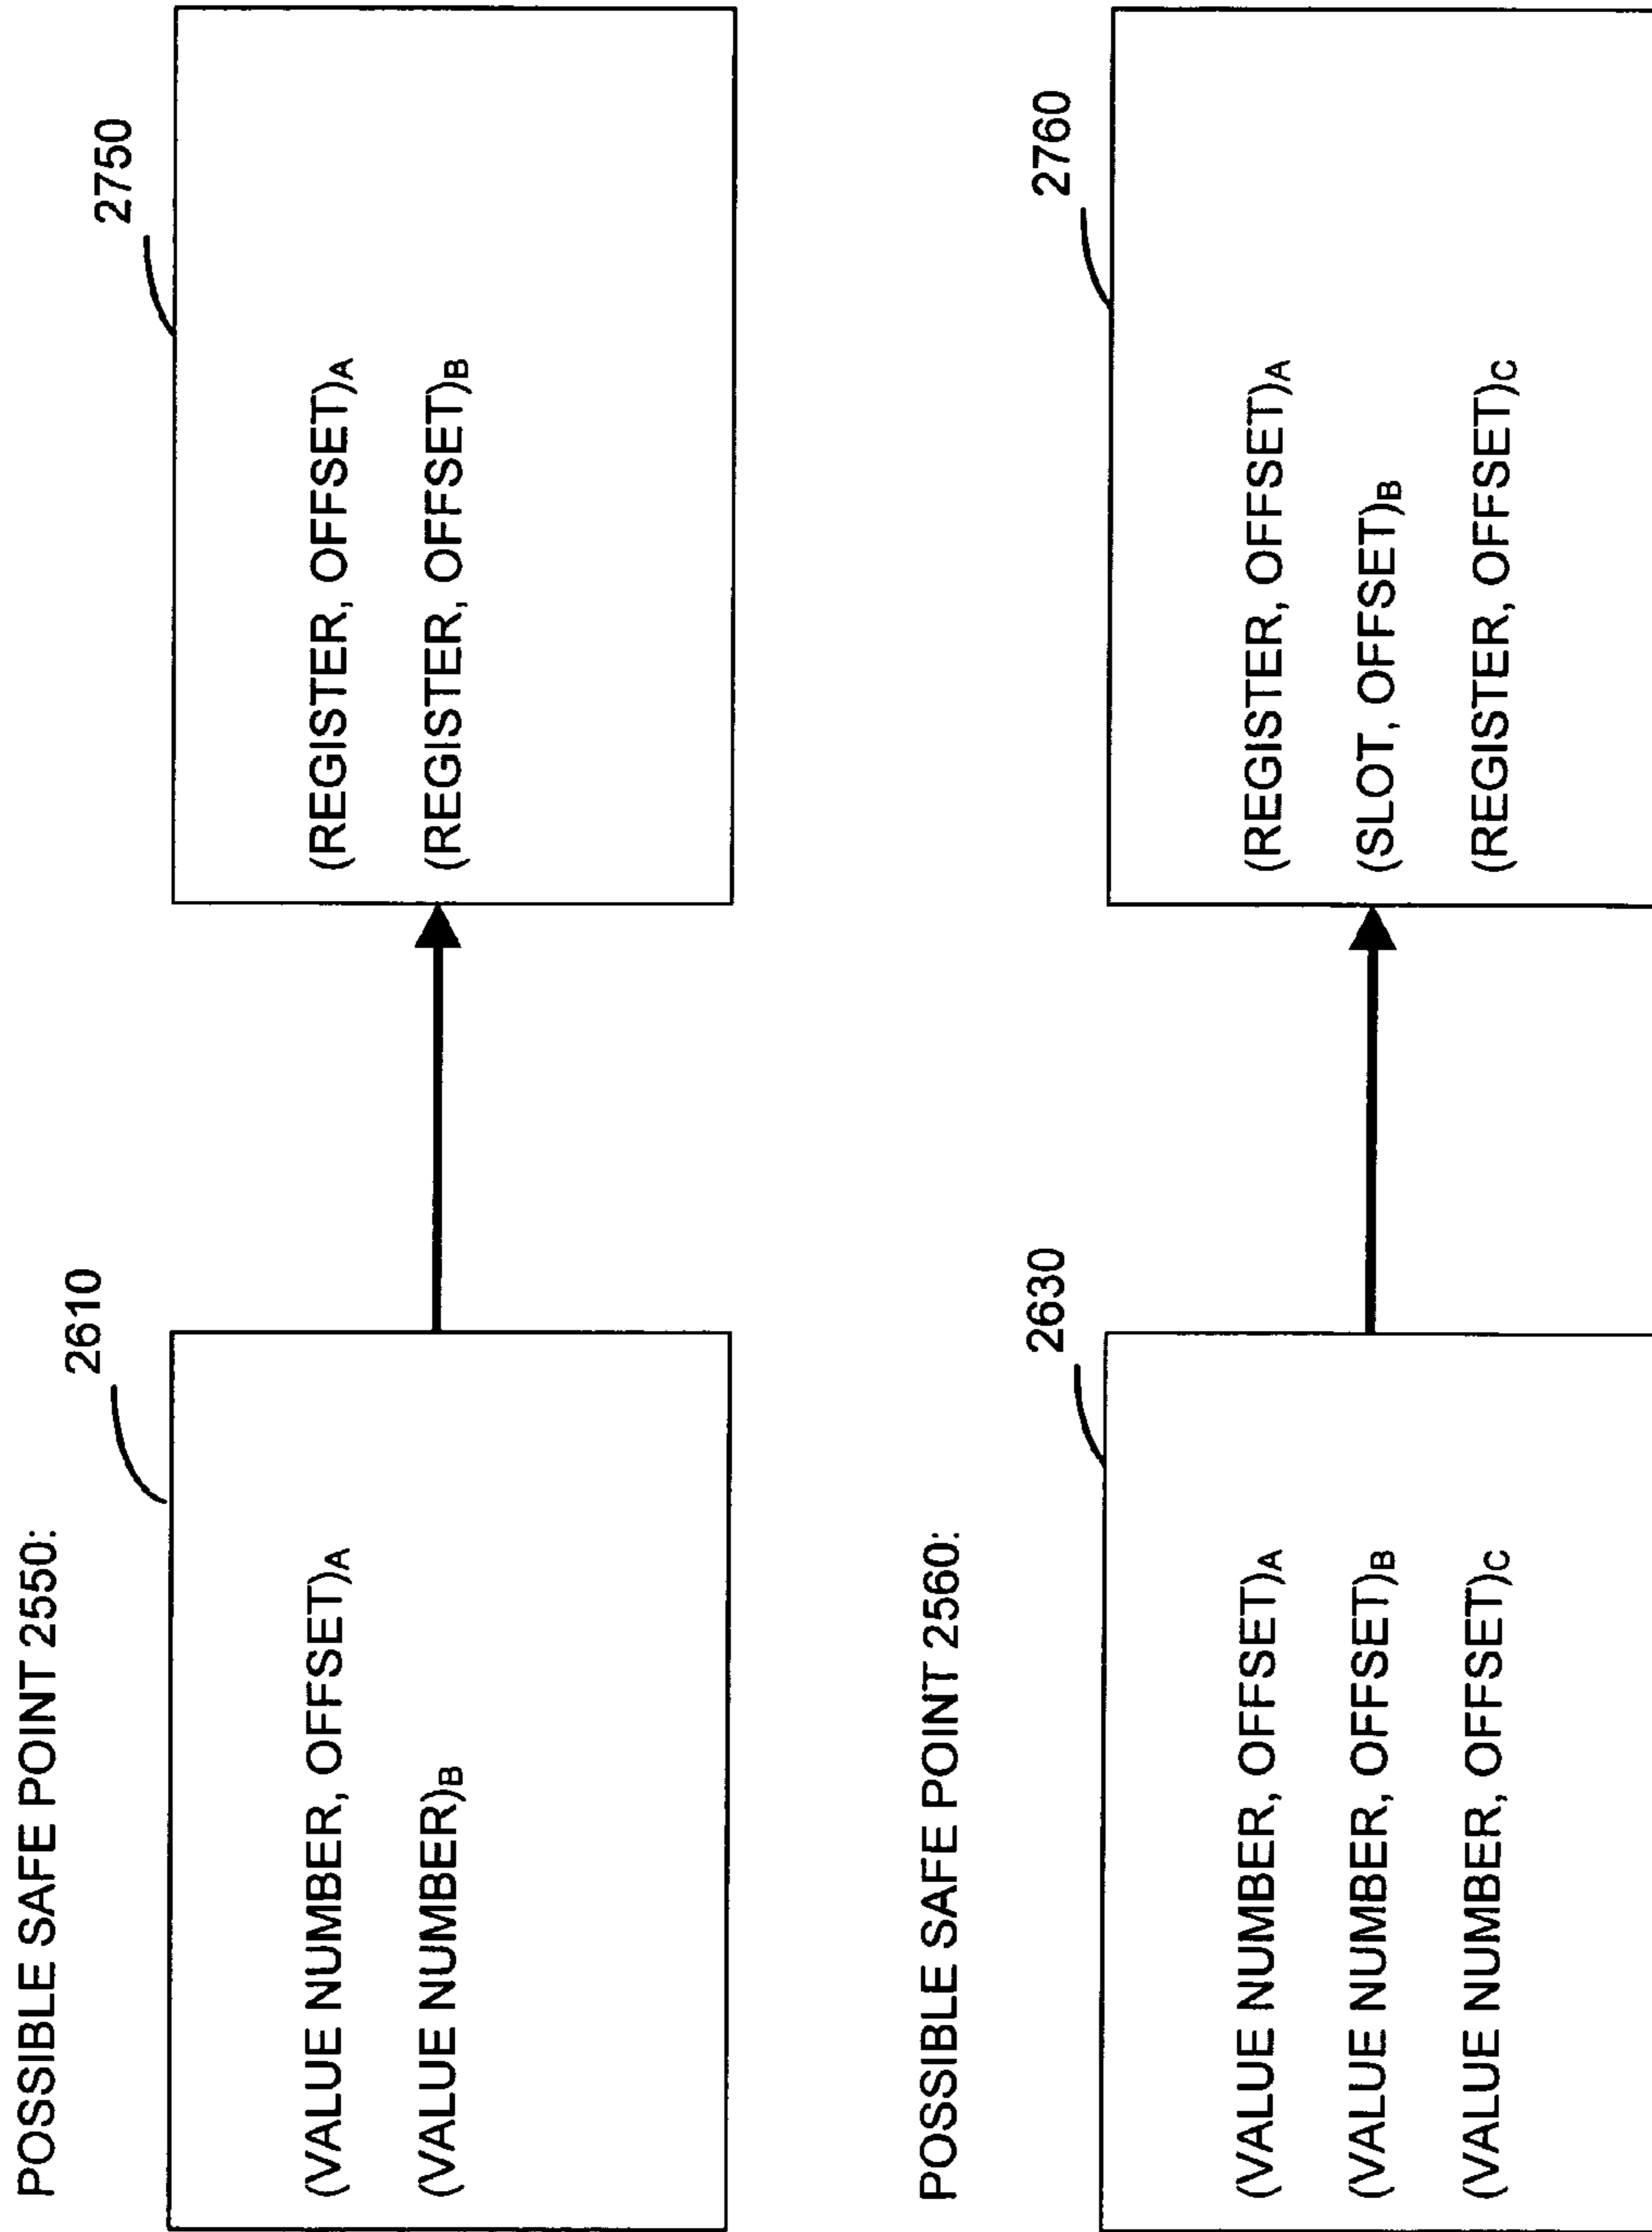 POSSIBLE SAFE POINT 2550:
2610
(VALUE NUMBER, OFFSET)A
(VALUE NUMBER)B
2750
(REGISTER, OFFSET)A
(REGISTER, OFFSET)B
POSSIBLE SAFE POINT 2560:
2630
(VALUE NUMBER, OFFSET)A
(VALUE NUMBER, OFFSET)B
(VALUE NUMBER, OFFSET)C
2760
(REGISTER, OFFSET)A
(SLOT, OFFSET)B
(REGISTER, OFFSET)C